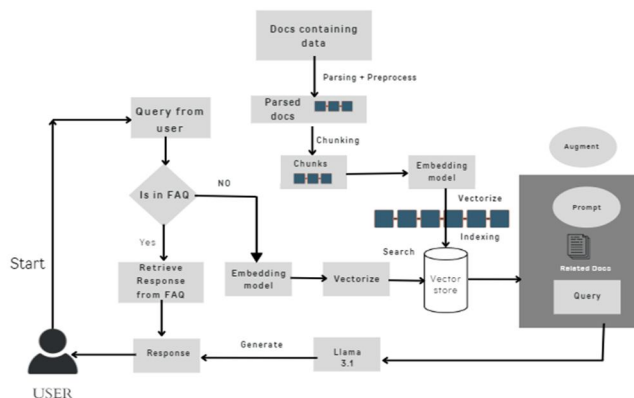 Docs containing
data
Parsing + Preprocess
Query from
user
Parsed
docs
Chunking
Augment
Chunks
Embedding
model
Is in FAQ
NO
Vectorize
Prompt
Indexing
Yes
Search
Start
Retrieve
Response
from FAQ
Embedding
model
Vectorize
Vector
store
Related Docs
Query
Generate
Response
Llama
3.1
USER